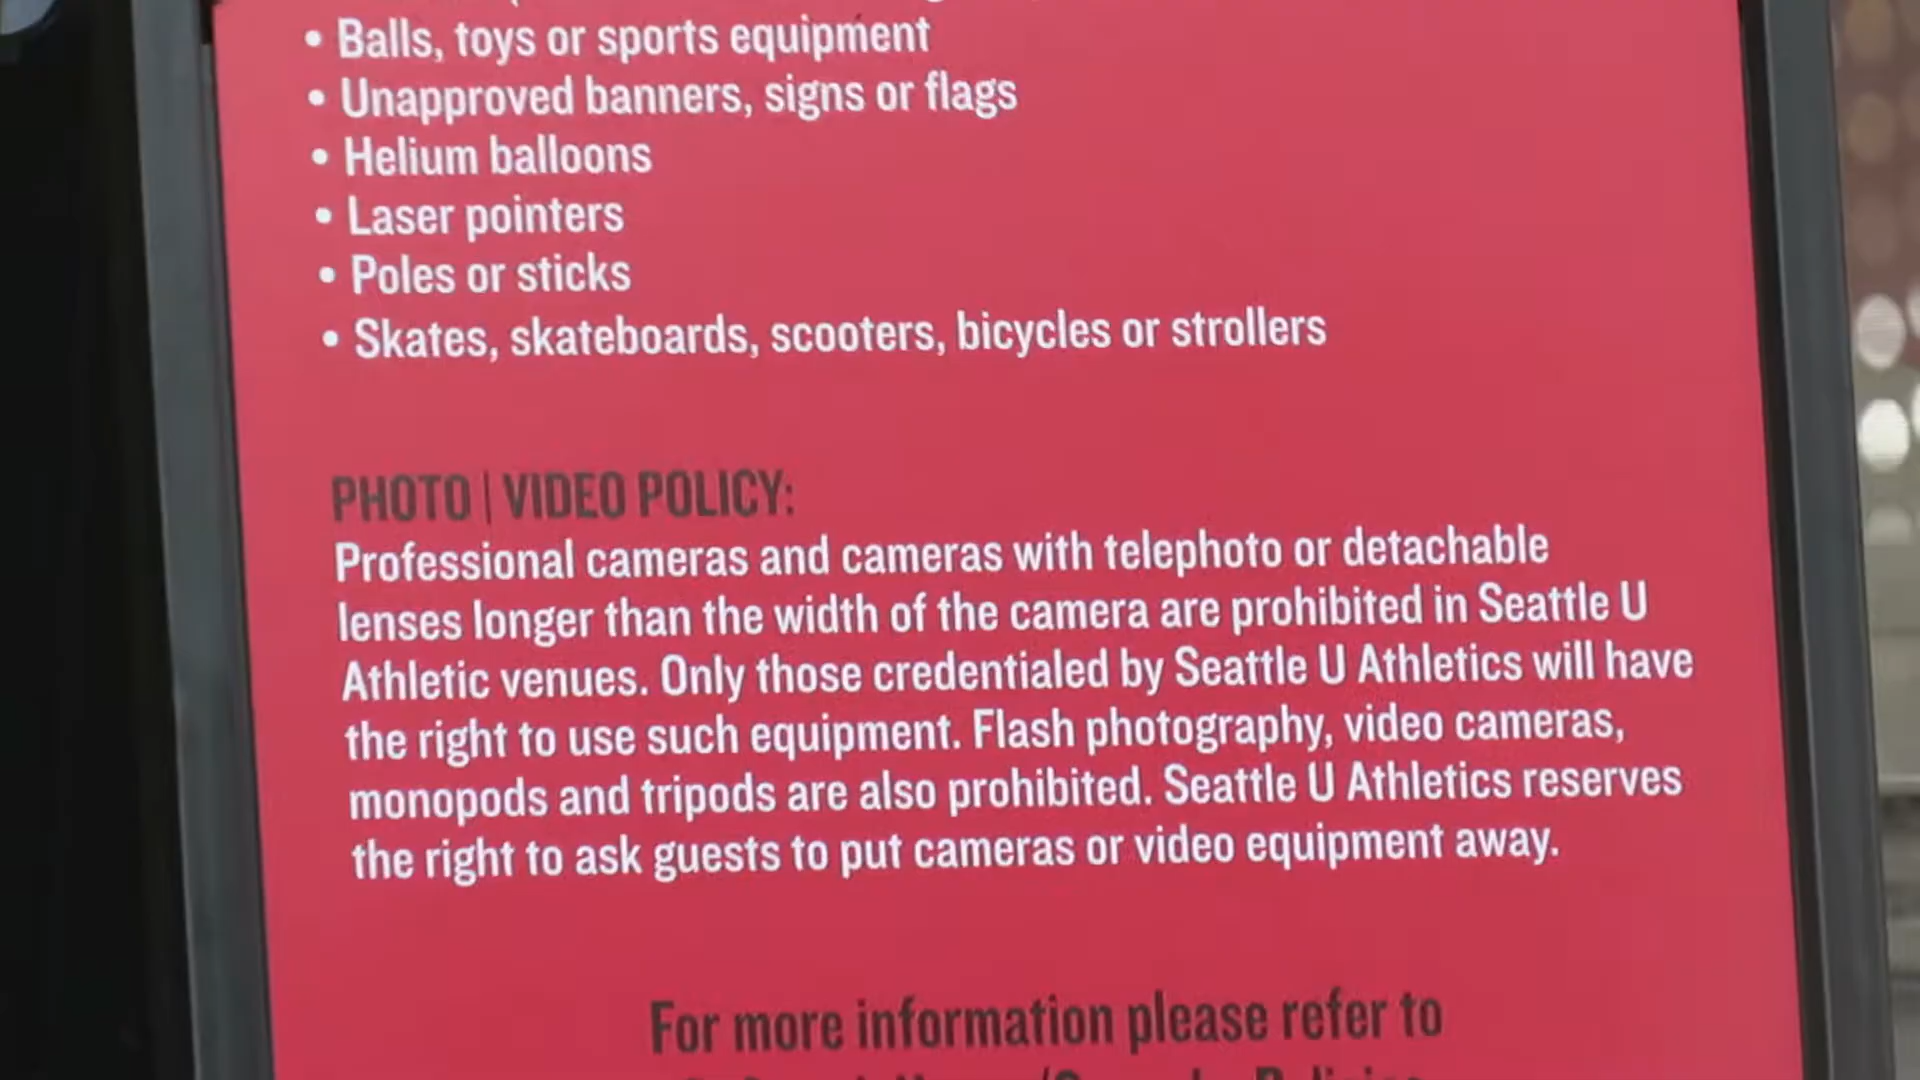 • Balls, toys or sports equipment
• Unapproved banners, signs or flags
• Helium balloons
• Laser pointers
• Poles or sticks
• Skates, skateboards, scooters, bicycles or strollers
PHOTO | VIDEO POLICY:
Professional cameras and cameras with telephoto or detachable
lenses longer than the width of the camera are prohibited in Seattle U
Athletic venues. Only those credentialed by Seattle U Athletics will have
the right to use such equipment. Flash photography, video cameras,
monopods and tripods are also prohibited. Seattle U Athletics reserves
the right to ask guests to put cameras or video equipment away.
For more information please refer to